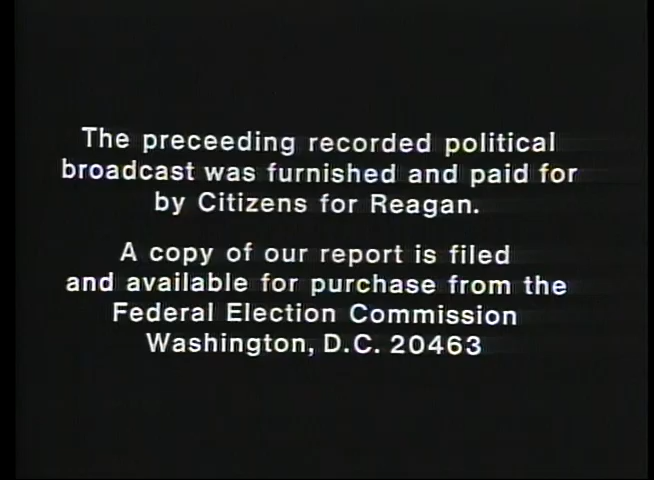 The preceeding recorded political
broadcast was furnished and paid for
by Citizens for Reagan.
A copy of our report is filed
and available for purchase from the
Federal Election Commission
Washington, D.C. 20463